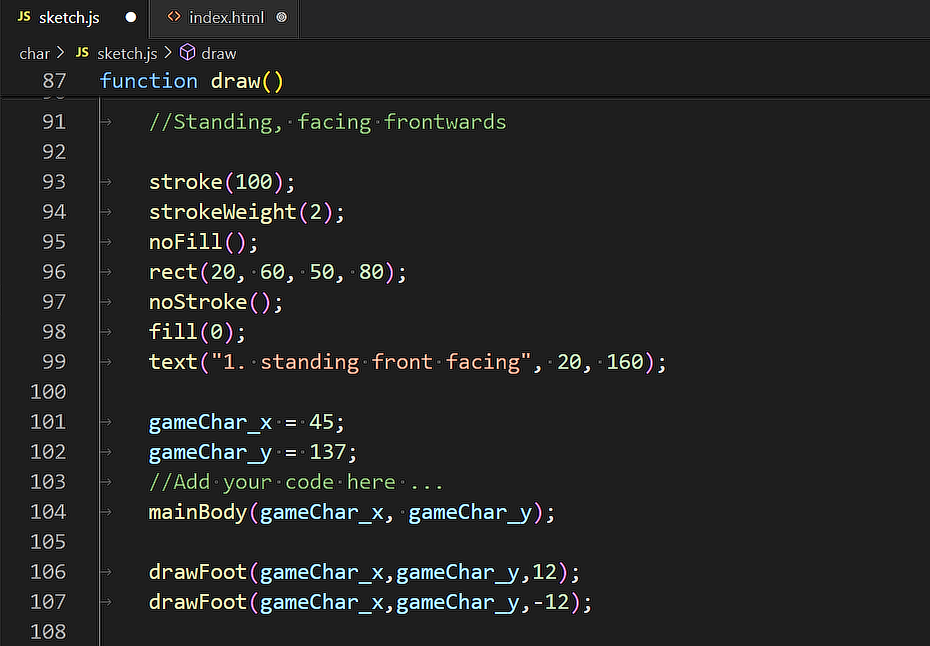 JS sketch.js ● <> index.html
char > JS sketch.js > draw
87 function draw()
91 //Standing, facing frontwards
92
93 stroke(100);
94 strokeWeight(2);
95 noFill();
96 rect(20, 60, 50, 80);
97 noStroke();
98 fill(0);
99 text("1. standing front facing", 20, 160);
100
101 gameChar_x = 45;
102 gameChar_y = 137;
103 //Add your code here ...
104 mainBody(gameChar_x, gameChar_y);
105
106 drawFoot(gameChar_x,gameChar_y,12);
107 drawFoot(gameChar_x,gameChar_y,-12);
108